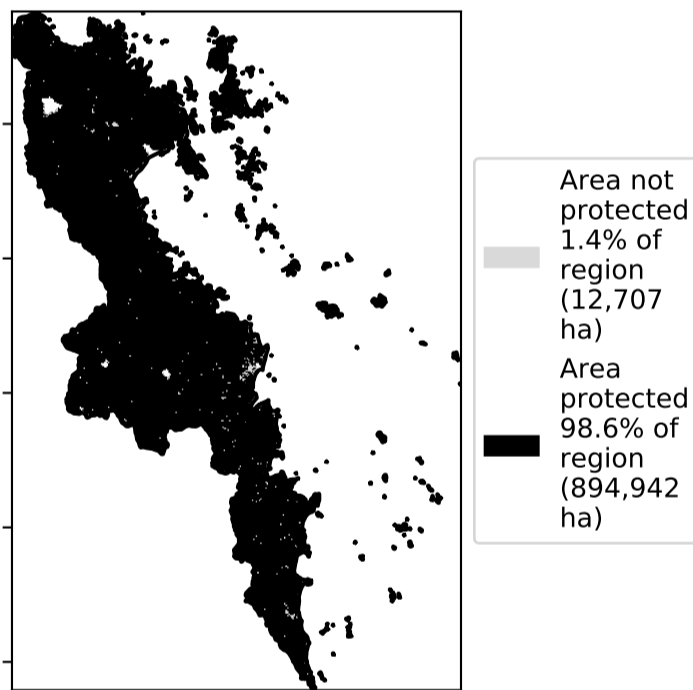 Area not
protected
1.4% of
region
(12,707
ha)
Area
protected
98.6% of
region
(894,942
ha)